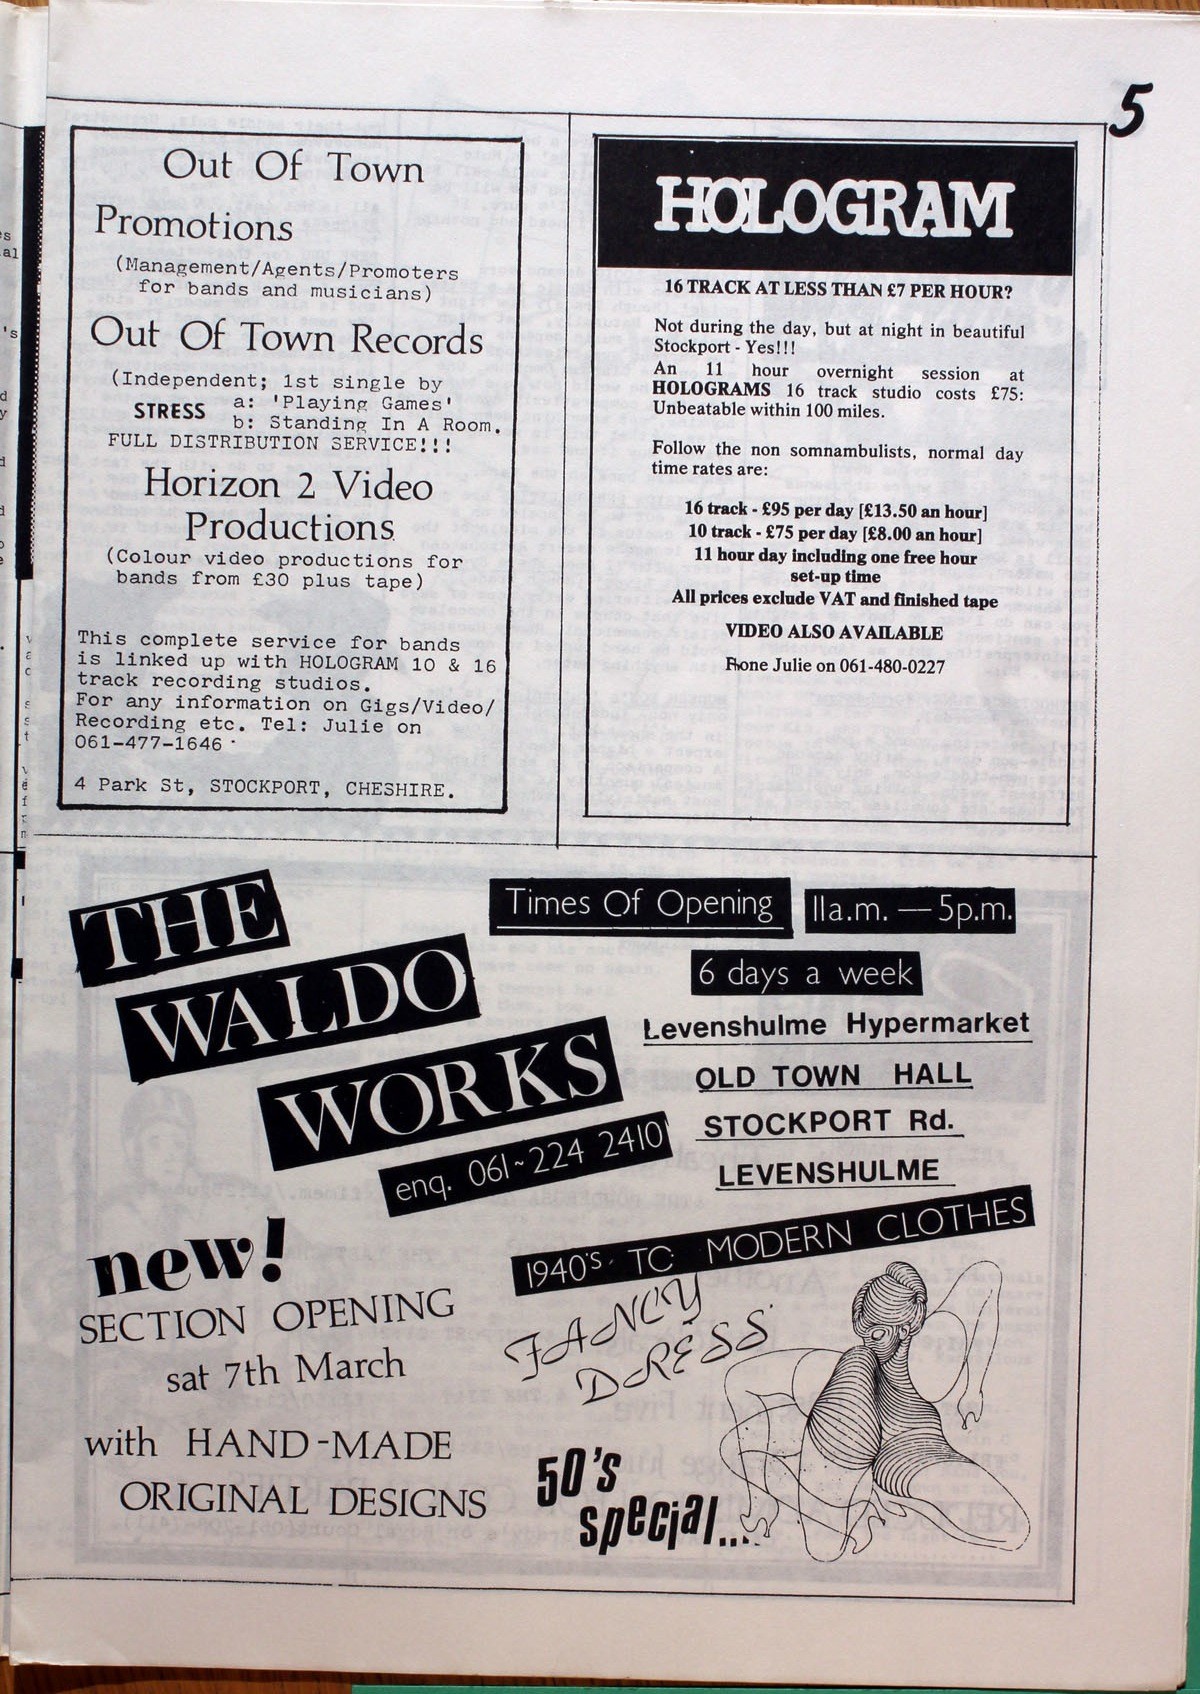 5
Out Of Town
Promotions
(Management/Agents/Promoters
for bands and musicians)
Out Of Town Records
(Independent; 1st single by
STRESS a: 'Playing Games'
b: Standing In A Room.
FULL DISTRIBUTION SERVICE!!!
Horizon 2 Video
Productions
(Colour video productions for
bands from £30 plus tape)
This complete service for bands
is linked up with HOLOGRAM 10 & 16
track recording studios.
For any information on Gigs/Video/
Recording etc. Tel: Julie on
061-477-1646
4 Park St, STOCKPORT, CHESHIRE.
HOLOGRAM
16 TRACK AT LESS THAN £7 PER HOUR?
Not during the day, but at night in beautiful
Stockport - Yes!!!
An 11 hour overnight session at
HOLOGRAMS 16 track studio costs £75:
Unbeatable within 100 miles.
Follow the non somnambulists, normal day
time rates are:
16 track - £95 per day [£13.50 an hour]
10 track - £75 per day [£8.00 an hour]
11 hour day including one free hour
set-up time
All prices exclude VAT and finished tape
VIDEO ALSO AVAILABLE
Phone Julie on 061-480-0227
THE
WALDO
WORKS
enq. 061~224 2410
Times Of Opening 11a.m. — 5p.m.
6 days a week
Levenshulme Hypermarket
OLD TOWN HALL
STOCKPORT Rd.
LEVENSHULME
new!
SECTION OPENING
sat 7th March
with HAND-MADE
ORIGINAL DESIGNS
1940's TO MODERN CLOTHES
FANCY
DRESS
50's
special....